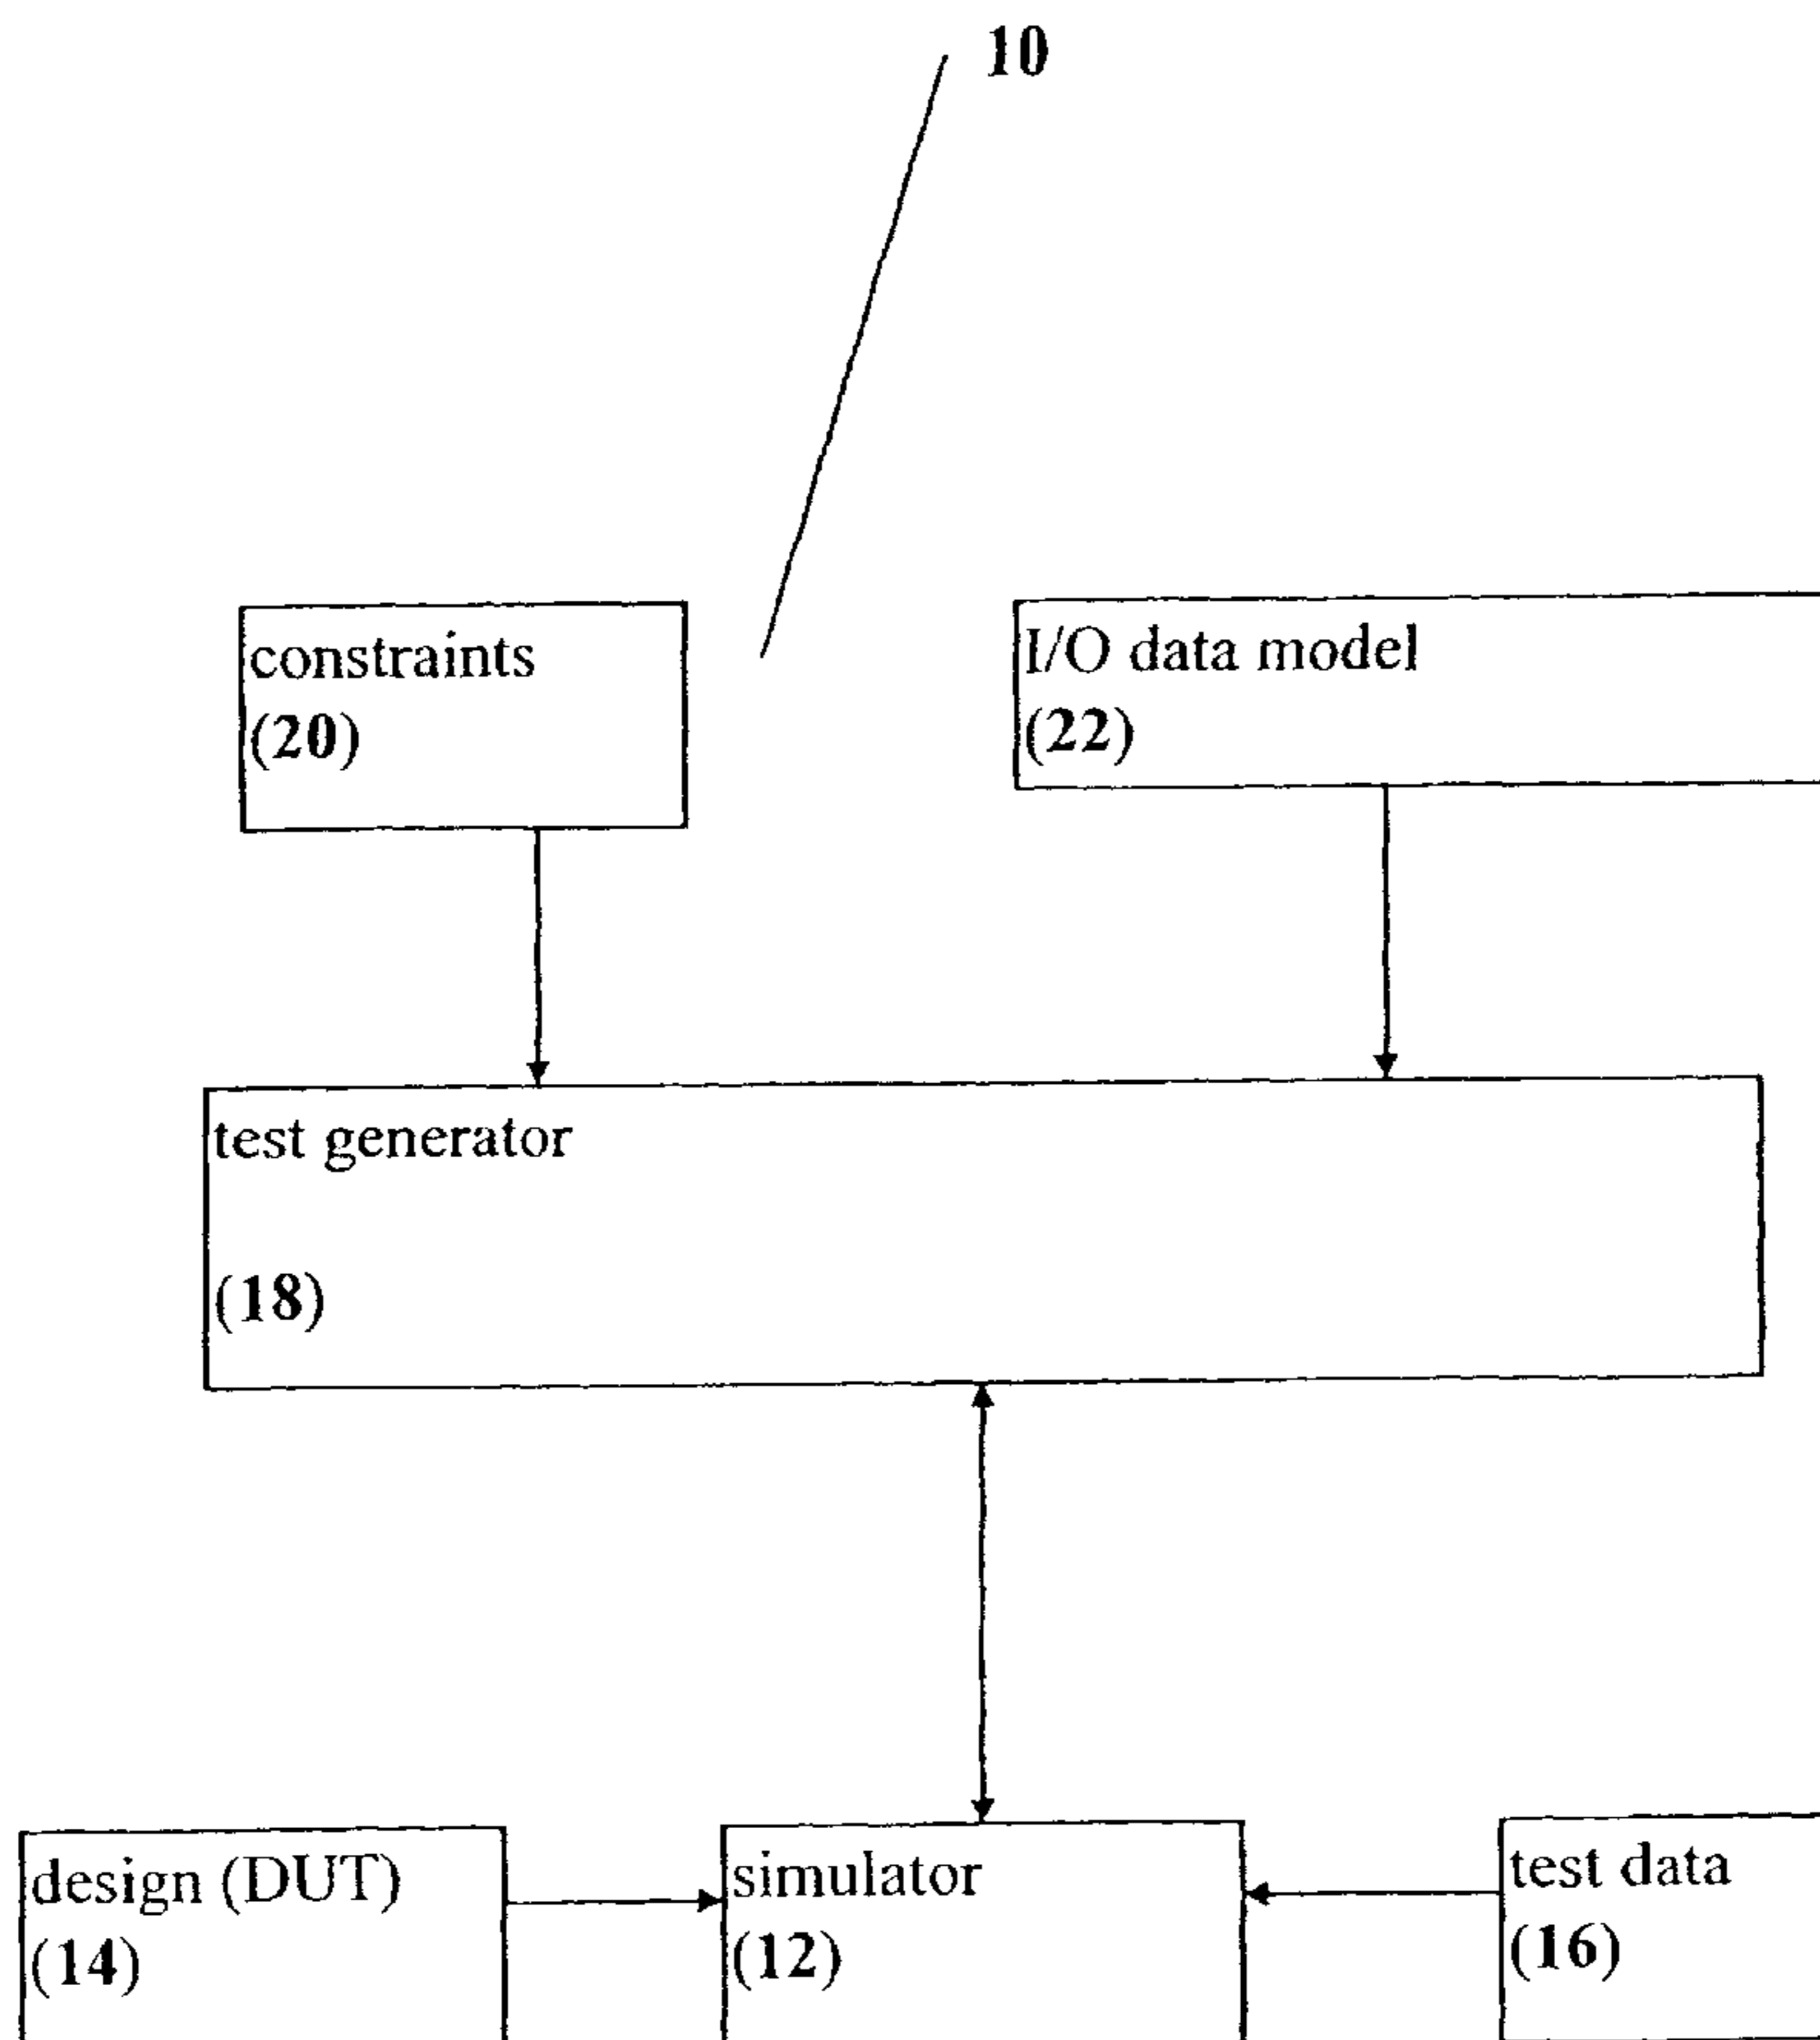 10
constraints
(20)
I/O data model
(22)
test generator
(18)
design (DUT)
(14)
simulator
(12)
test data
(16)